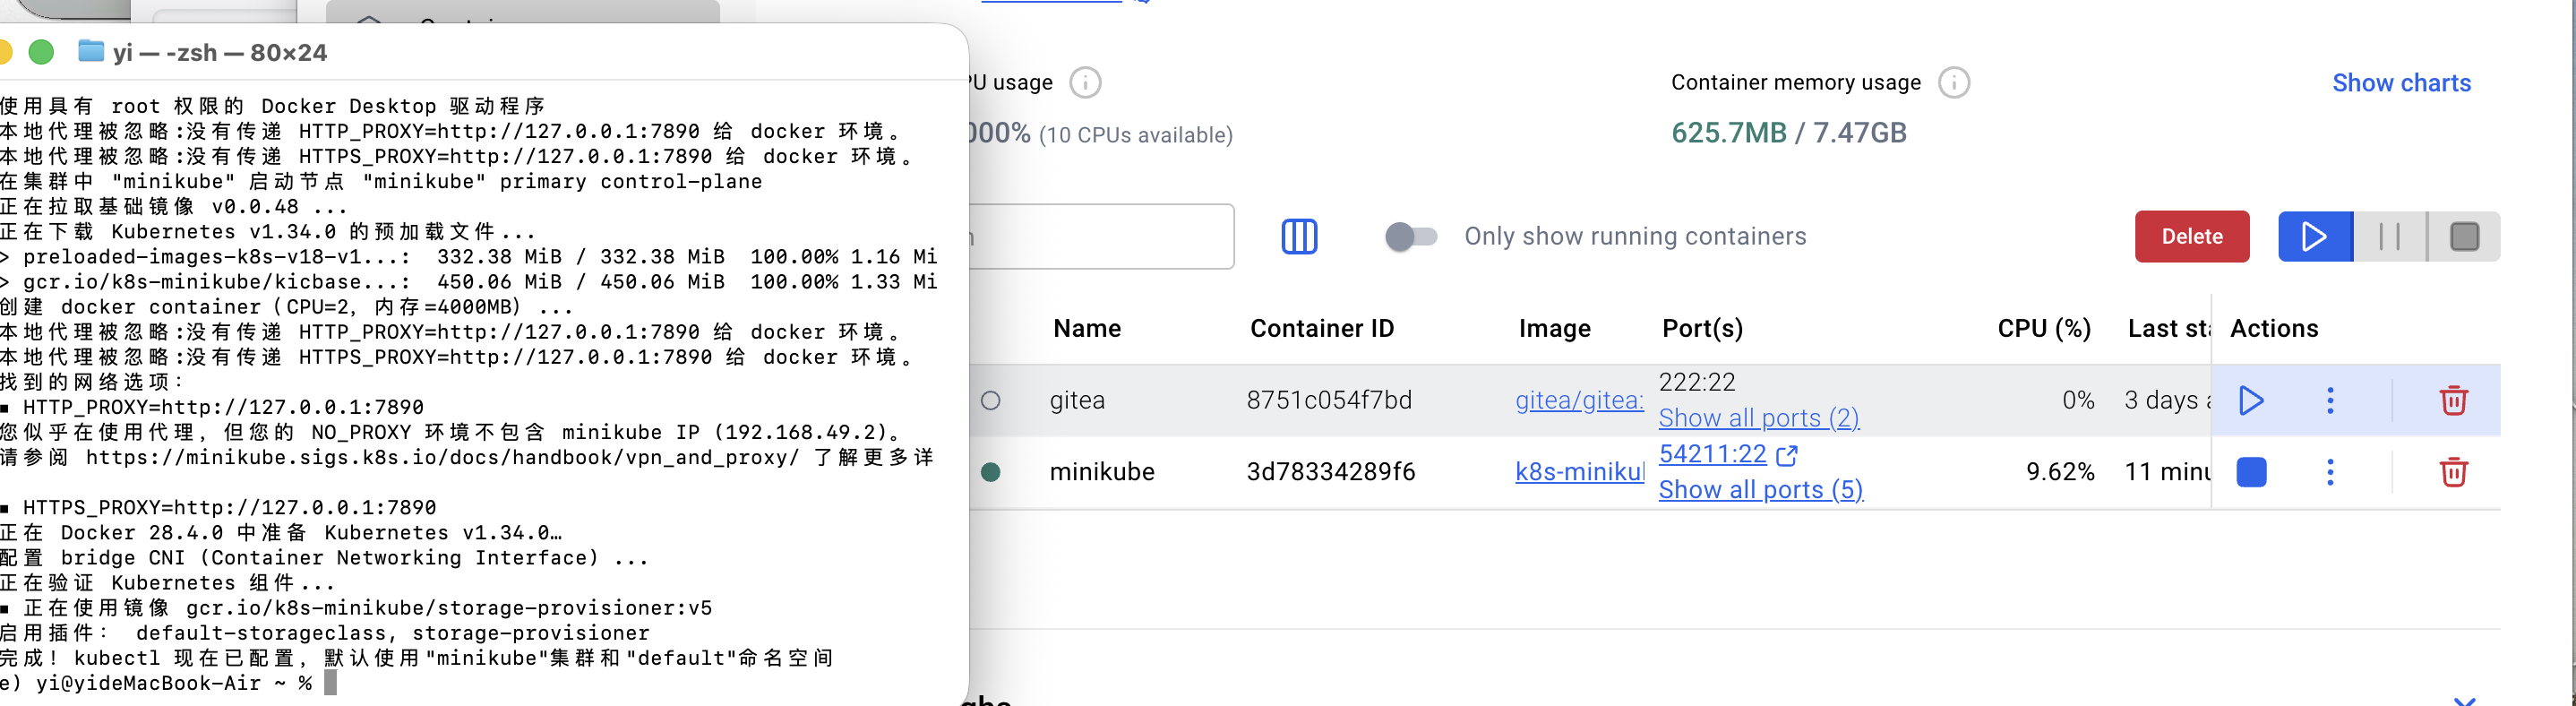 yi — -zsh — 80×24
使用具有 root 权限的 Docker Desktop 驱动程序
本地代理被忽略:没有传递 HTTP_PROXY=http://127.0.0.1:7890 给 docker 环境。
本地代理被忽略:没有传递 HTTPS_PROXY=http://127.0.0.1:7890 给 docker 环境。
在集群中 "minikube" 启动节点 "minikube" primary control-plane
正在拉取基础镜像 v0.0.48 ...
正在下载 Kubernetes v1.34.0 的预加载文件...
> preloaded-images-k8s-v18-v1...:  332.38 MiB / 332.38 MiB  100.00% 1.16 Mi
> gcr.io/k8s-minikube/kicbase...:  450.06 MiB / 450.06 MiB  100.00% 1.33 Mi
创建 docker container（CPU=2，内存=4000MB） ...
本地代理被忽略:没有传递 HTTP_PROXY=http://127.0.0.1:7890 给 docker 环境。
本地代理被忽略:没有传递 HTTPS_PROXY=http://127.0.0.1:7890 给 docker 环境。
找到的网络选项：
▪ HTTP_PROXY=http://127.0.0.1:7890
您似乎在使用代理，但您的 NO_PROXY 环境不包含 minikube IP (192.168.49.2)。
请参阅 https://minikube.sigs.k8s.io/docs/handbook/vpn_and_proxy/ 了解更多详
▪ HTTPS_PROXY=http://127.0.0.1:7890
正在 Docker 28.4.0 中准备 Kubernetes v1.34.0…
配置 bridge CNI (Container Networking Interface) ...
正在验证 Kubernetes 组件...
▪ 正在使用镜像 gcr.io/k8s-minikube/storage-provisioner:v5
启用插件： default-storageclass, storage-provisioner
完成！kubectl 现在已配置，默认使用"minikube"集群和"default"命名空间
e) yi@yideMacBook-Air ~ %
PU usage
000% (10 CPUs available)
Container memory usage
625.7MB / 7.47GB
Show charts
Only show running containers
Delete
Name Container ID Image Port(s) CPU (%) Last sta Actions
gitea 8751c054f7bd gitea/gitea: 222:22 0% 3 days a
Show all ports (2)
minikube 3d78334289f6 k8s-minikul 54211:22 9.62% 11 minu
Show all ports (5)